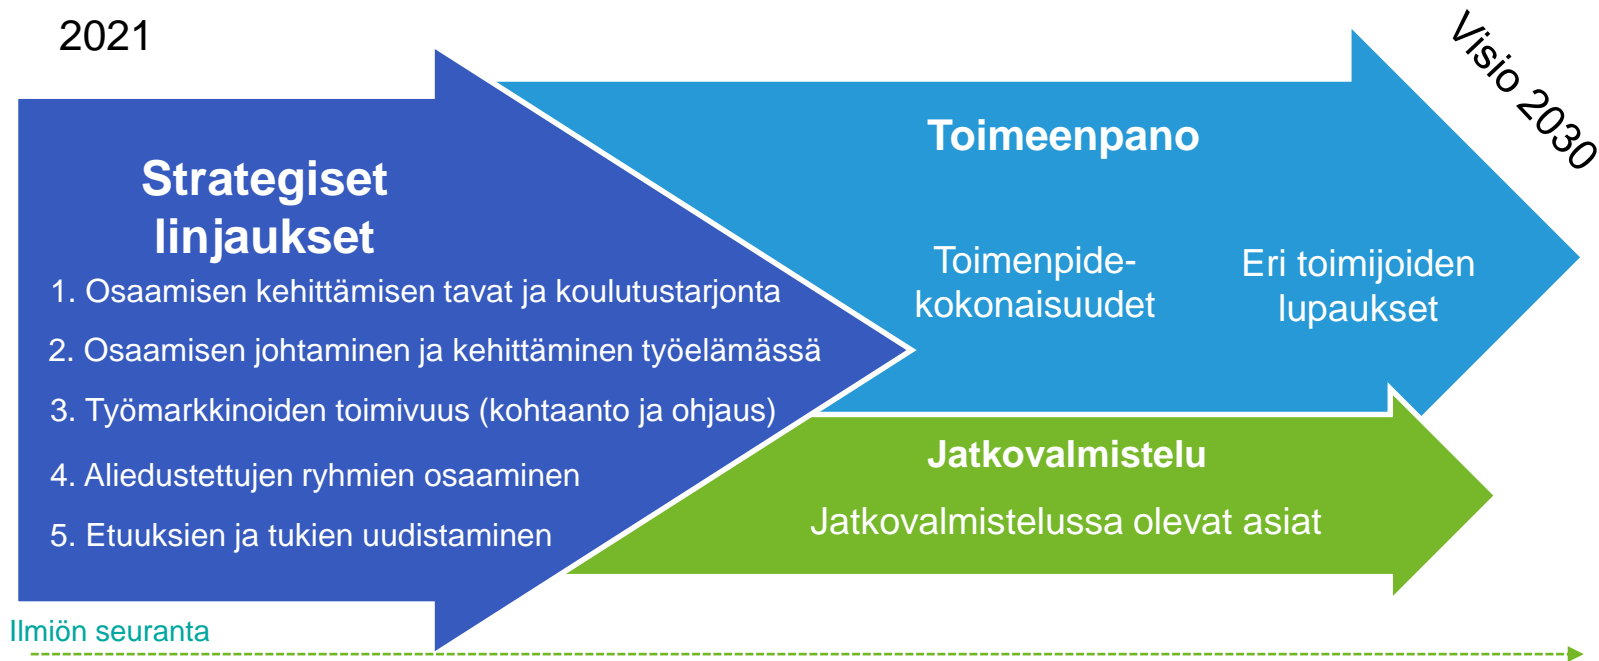 2021
Visio 2030
Strategiset
linjaukset
1. Osaamisen kehittämisen tavat ja koulutustarjonta
2. Osaamisen johtaminen ja kehittäminen työelämässä
3. Työmarkkinoiden toimivuus (kohtaanto ja ohjaus)
4. Aliedustettujen ryhmien osaaminen
5. Etuuksien ja tukien uudistaminen
Toimeenpano
Toimenpide-
kokonaisuudet
Eri toimijoiden
lupaukset
Jatkovalmistelu
Jatkovalmistelussa olevat asiat
Ilmiön seuranta